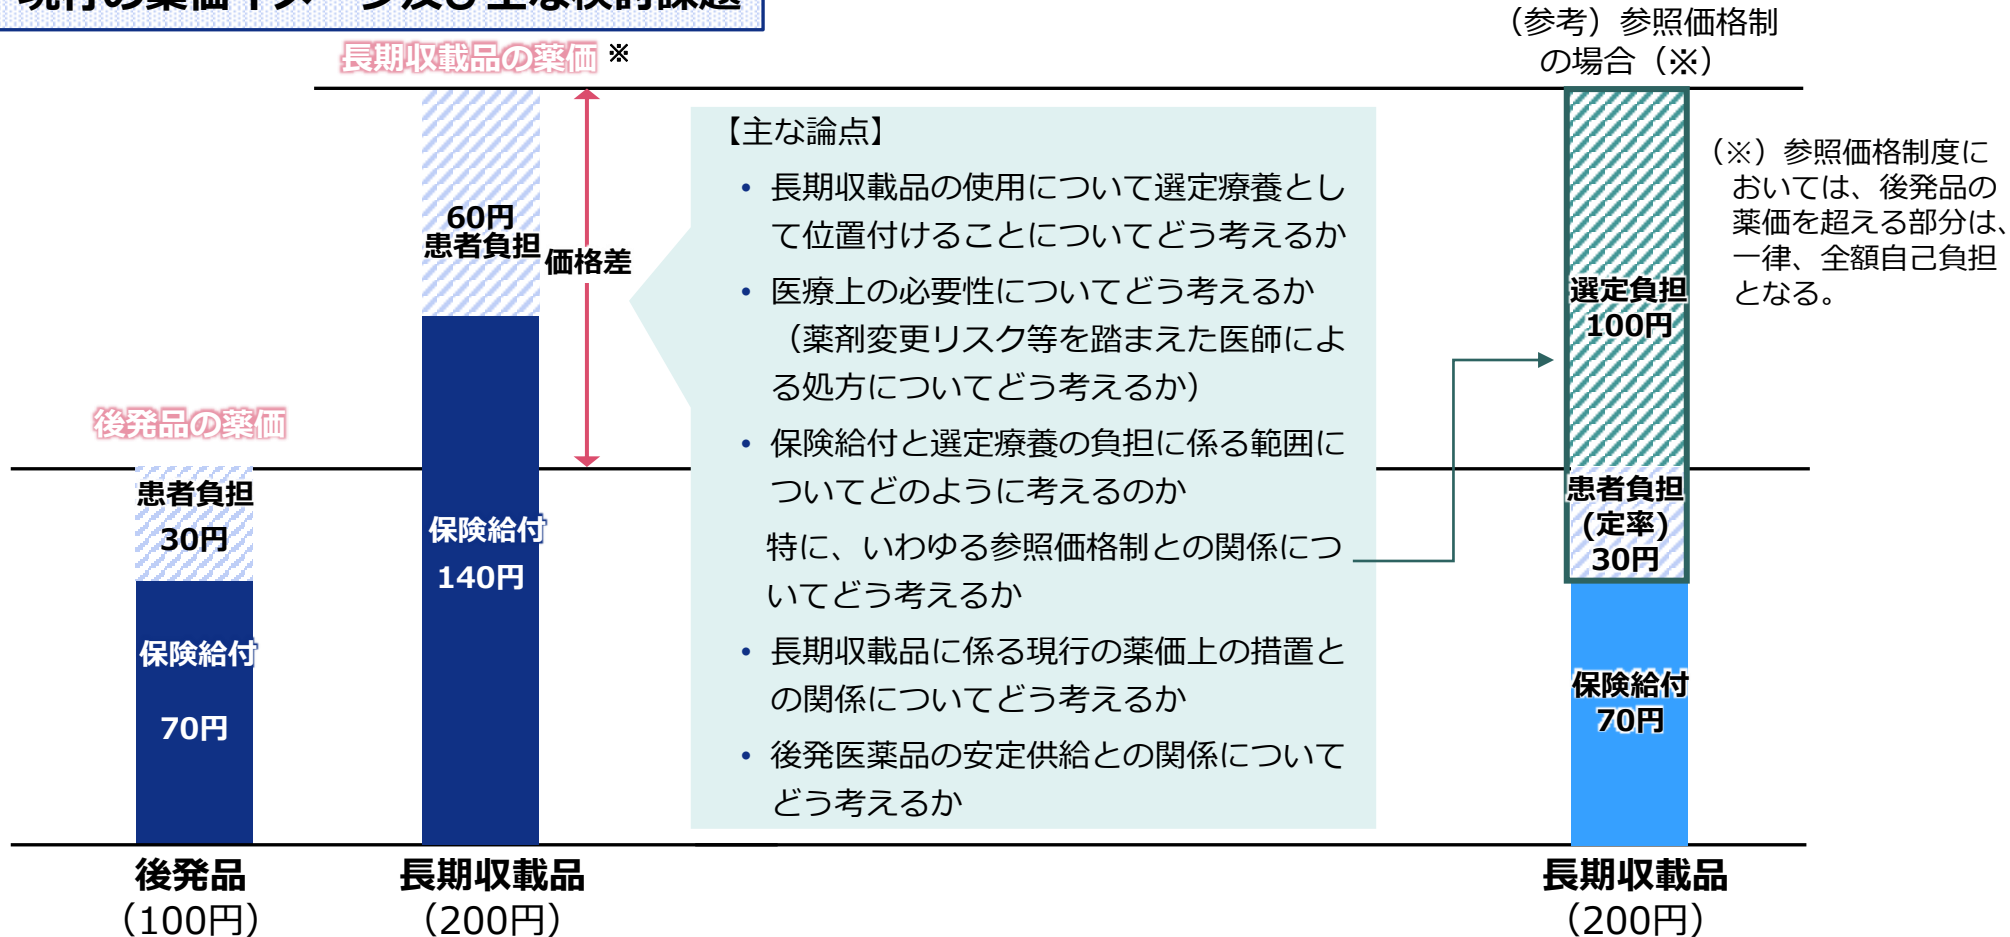 現行の薬価イメージ及び主な検討課題
長期収載品の薬価 ※
（参考）参照価格制
の場合（※）
60円
患者負担
価格差
後発品の薬価
患者負担
30円
保険給付
70円
保険給付
140円
【主な論点】
• 長期収載品の使用について選定療養とし
て位置付けることについてどう考えるか
• 医療上の必要性についてどう考えるか
（薬剤変更リスク等を踏まえた医師によ
る処方についてどう考えるか）
• 保険給付と選定療養の負担に係る範囲に
ついてどのように考えるのか
特に、いわゆる参照価格制との関係につ
いてどう考えるか
• 長期収載品に係る現行の薬価上の措置と
の関係についてどう考えるか
• 後発医薬品の安定供給との関係について
どう考えるか
選定負担
100円
患者負担
(定率)
30円
保険給付
70円
（※）参照価格制度に
おいては、後発品の
薬価を超える部分は、
一律、全額自己負担
となる。
後発品
（100円）
長期収載品
（200円）
長期収載品
（200円）